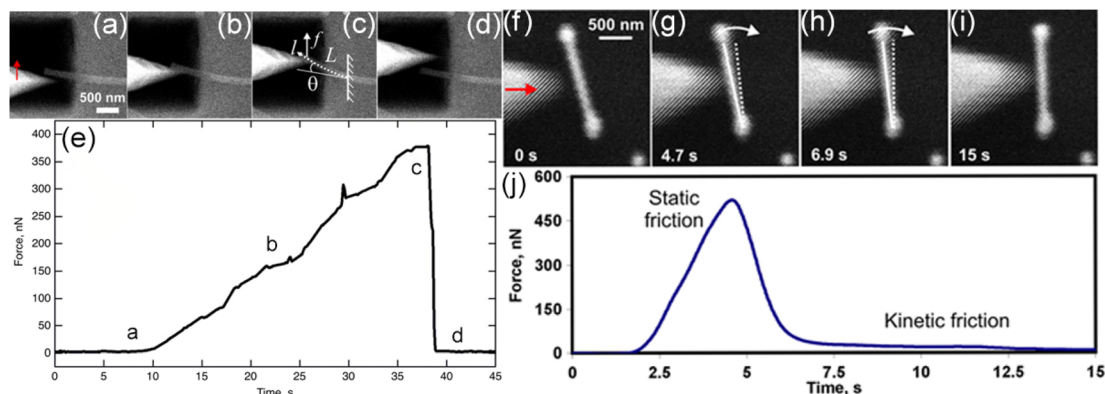 (a)
(b)
(c)
(d)
f
l
L
θ
500 nm
(f)
(g)
(h)
(i)
500 nm
0 s
4.7 s
6.9 s
15 s
(e)
400
350
300
250
200
150
100
50
0
Force, nN
a
b
c
d
0 5 10 15 20 25 30 35 40 45
Time, s
(j)
600
450
300
150
0
Force, nN
Static
friction
Kinetic friction
0 2.5 5 7.5 10 12.5 15
Time, s